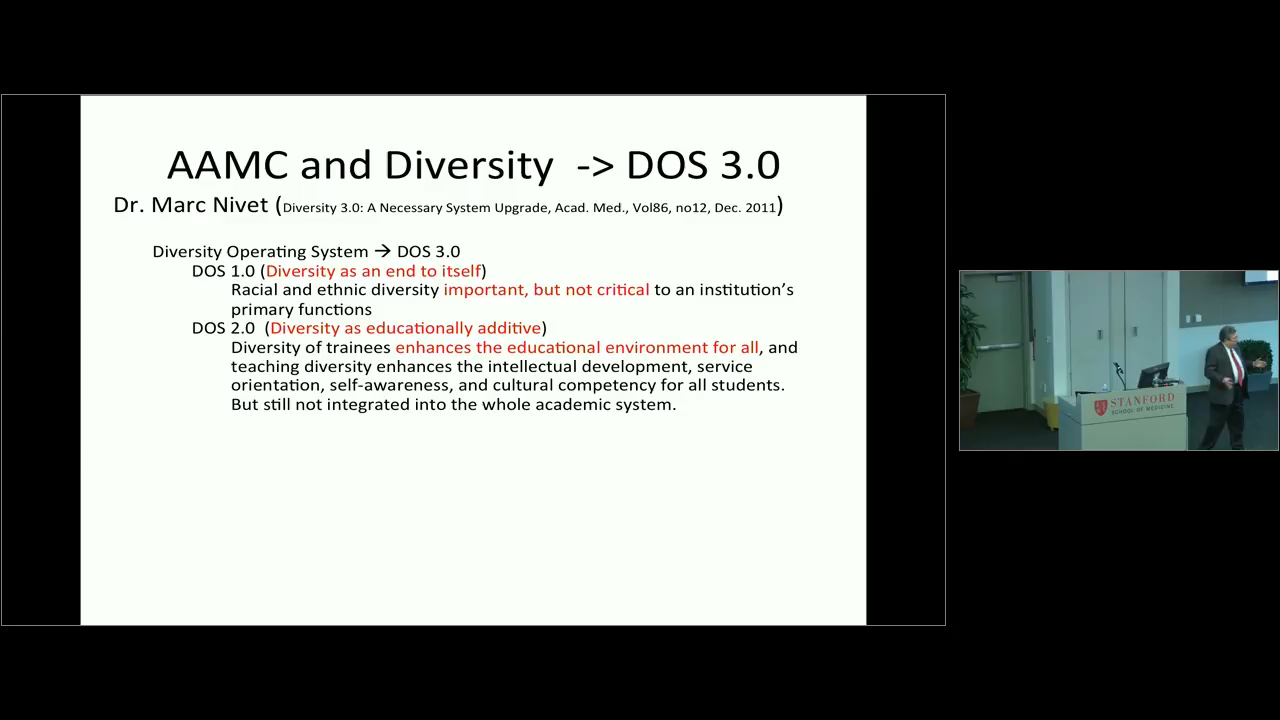 AAMC and Diversity -> DOS 3.0
Dr. Marc Nivet (Diversity 3.0: A Necessary System Upgrade, Acad. Med., Vol86, no12, Dec. 2011)
Diversity Operating System → DOS 3.0
DOS 1.0 (Diversity as an end to itself)
Racial and ethnic diversity important, but not critical to an institution’s
primary functions
DOS 2.0 (Diversity as educationally additive)
Diversity of trainees enhances the educational environment for all, and
teaching diversity enhances the intellectual development, service
orientation, self-awareness, and cultural competency for all students.
But still not integrated into the whole academic system.
STANFORD
SCHOOL OF MEDICINE